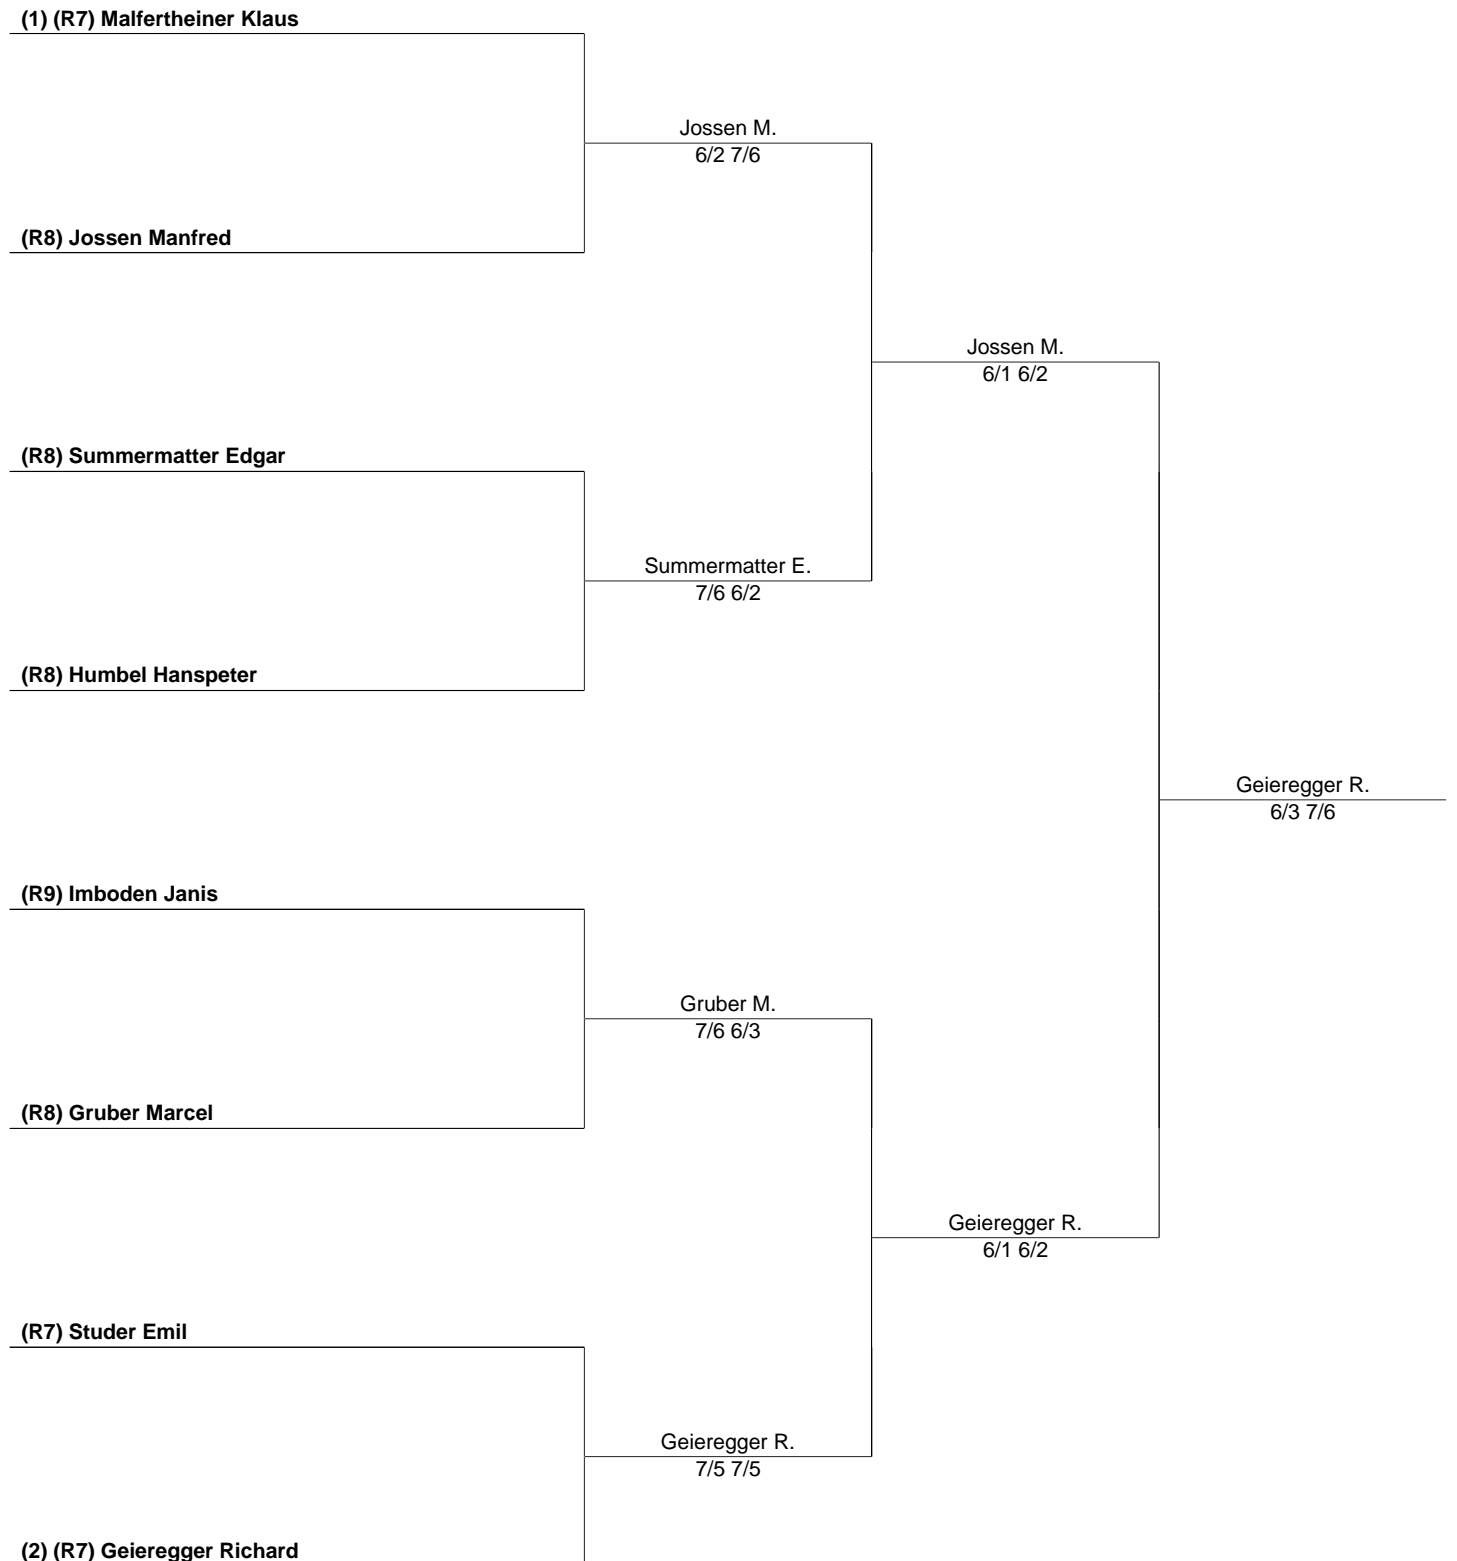 (1) (R7) Malfertheiner Klaus
Jossen M.
6/2 7/6
(R8) Jossen Manfred
Jossen M.
6/1 6/2
(R8) Summermatter Edgar
Summermatter E.
7/6 6/2
(R8) Humbel Hanspeter
Geieregger R.
6/3 7/6
(R9) Imboden Janis
Gruber M.
7/6 6/3
(R8) Gruber Marcel
Geieregger R.
6/1 6/2
(R7) Studer Emil
Geieregger R.
7/5 7/5
(2) (R7) Geieregger Richard